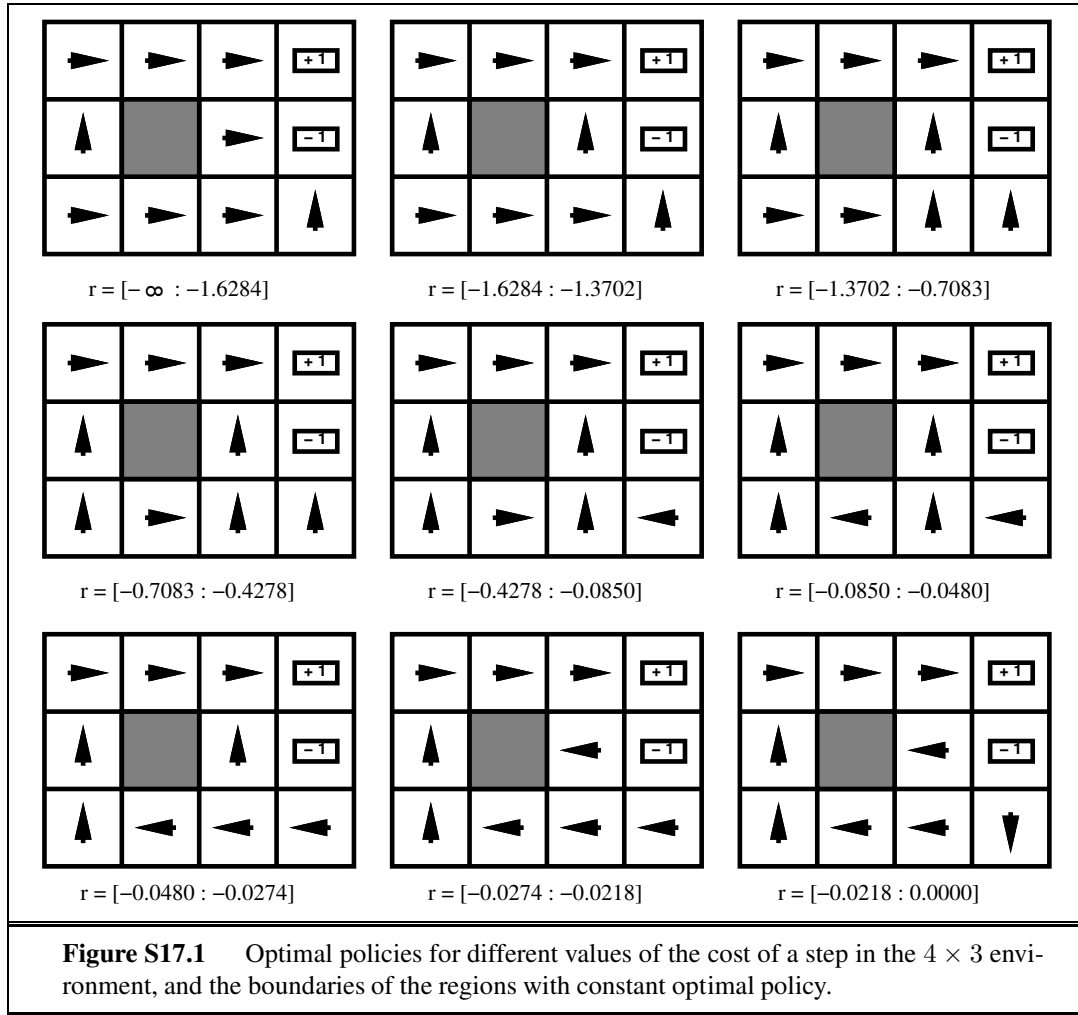 +1 +1 +1
−1 −1 −1
r = [−∞ : −1.6284] r = [−1.6284 : −1.3702] r = [−1.3702 : −0.7083]
+1 +1 +1
−1 −1 −1
r = [−0.7083 : −0.4278] r = [−0.4278 : −0.0850] r = [−0.0850 : −0.0480]
+1 +1 +1
−1 −1 −1
r = [−0.0480 : −0.0274] r = [−0.0274 : −0.0218] r = [−0.0218 : 0.0000]
Figure S17.1 Optimal policies for different values of the cost of a step in the 4 × 3 envi-
ronment, and the boundaries of the regions with constant optimal policy.